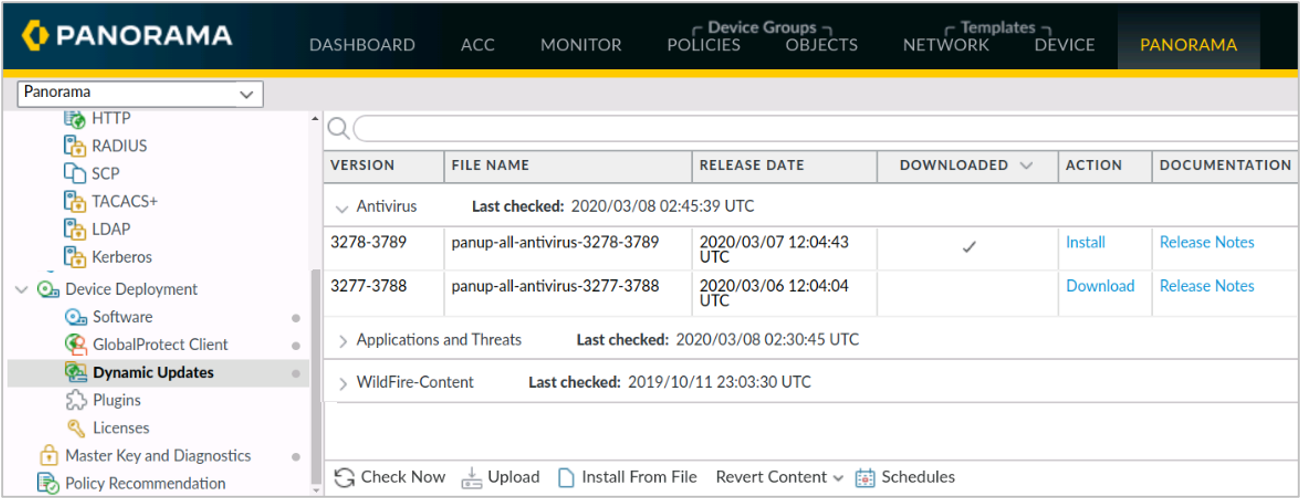 PANORAMA
Device Groups Templates
DASHBOARD ACC MONITOR POLICIES OBJECTS NETWORK DEVICE PANORAMA
Panorama
HTTP
RADIUS
SCP
TACACS+
LDAP
Kerberos
Device Deployment
Software
GlobalProtect Client
Dynamic Updates
Plugins
Licenses
Master Key and Diagnostics
Policy Recommendation
VERSION FILE NAME RELEASE DATE DOWNLOADED ACTION DOCUMENTATION
Antivirus Last checked: 2020/03/08 02:45:39 UTC
3278-3789 panup-all-antivirus-3278-3789 2020/03/07 12:04:43 Install Release Notes
UTC
3277-3788 panup-all-antivirus-3277-3788 2020/03/06 12:04:04 Download Release Notes
UTC
Applications and Threats Last checked: 2020/03/08 02:30:45 UTC
WildFire-Content Last checked: 2019/10/11 23:03:30 UTC
Check Now Upload Install From File Revert Content Schedules